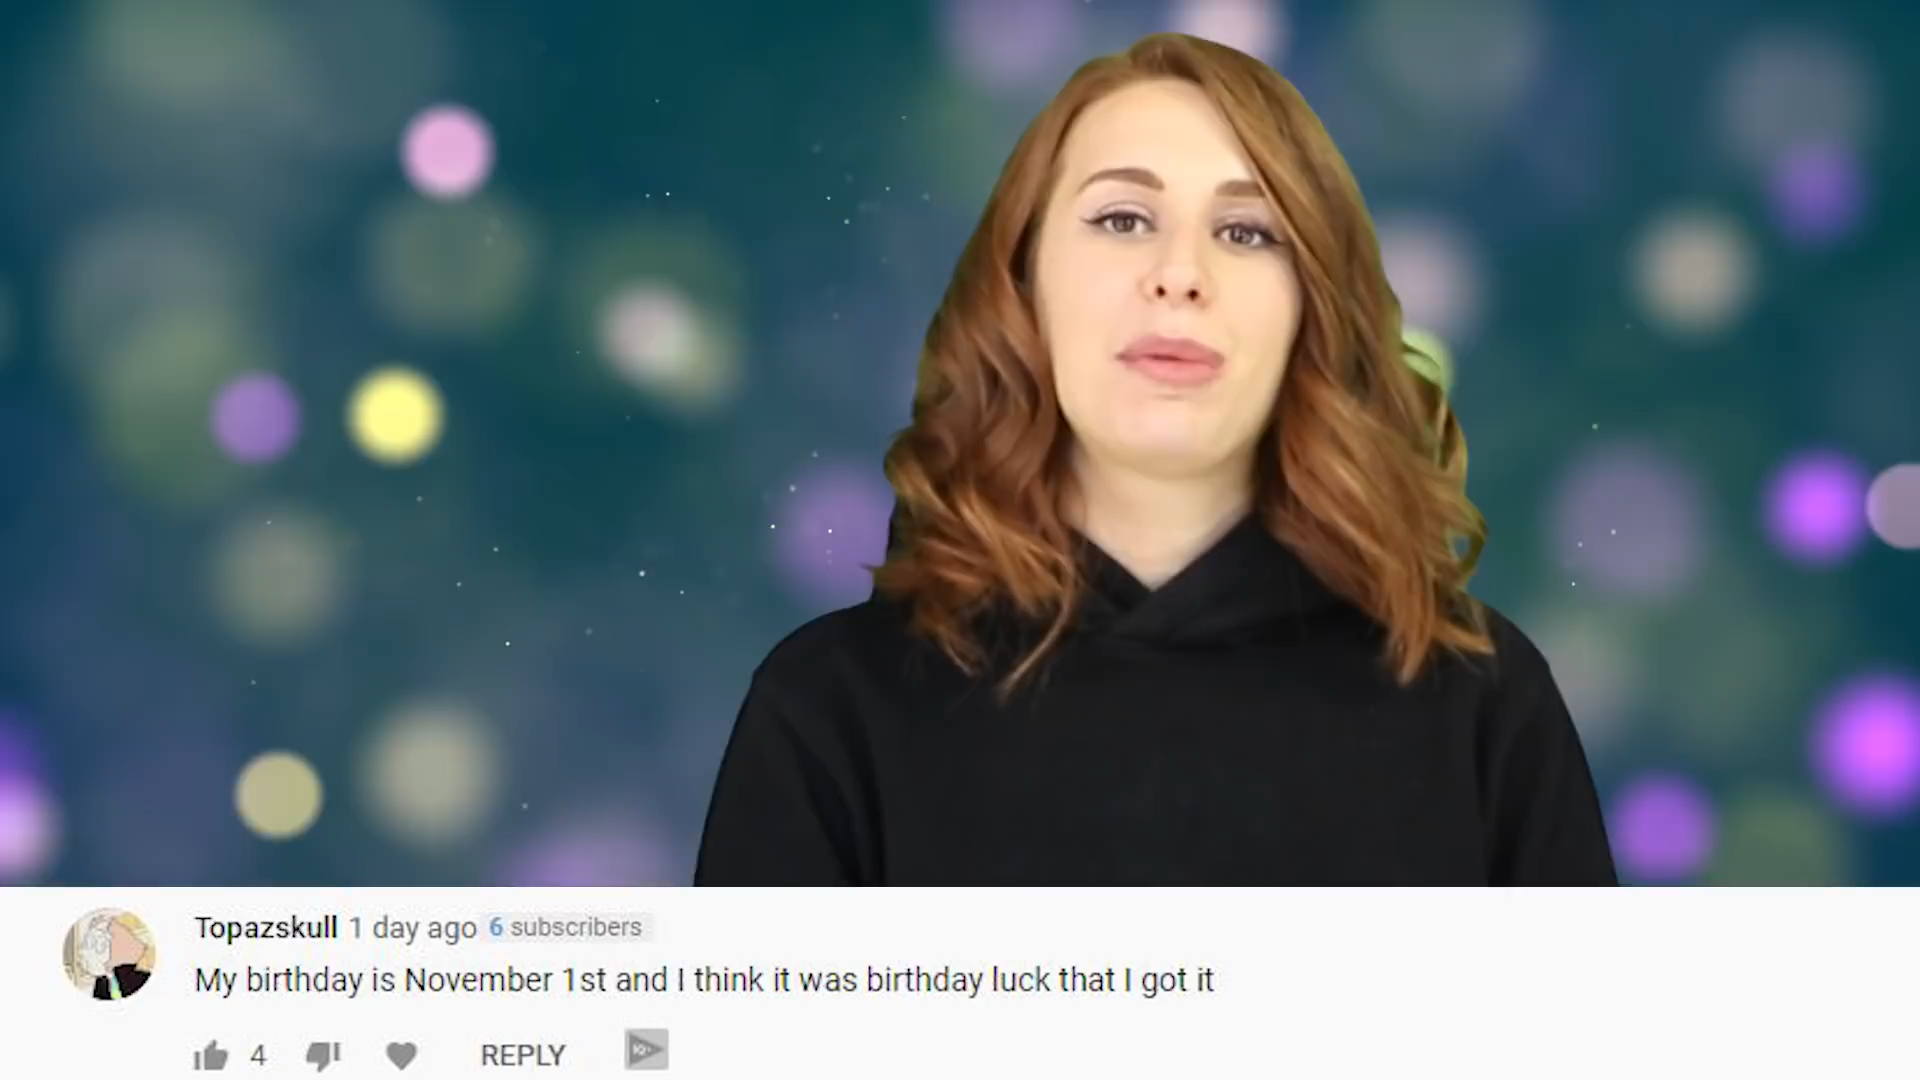 Topazskull 1 day ago 6 subscribers
My birthday is November 1st and I think it was birthday luck that I got it
4 REPLY